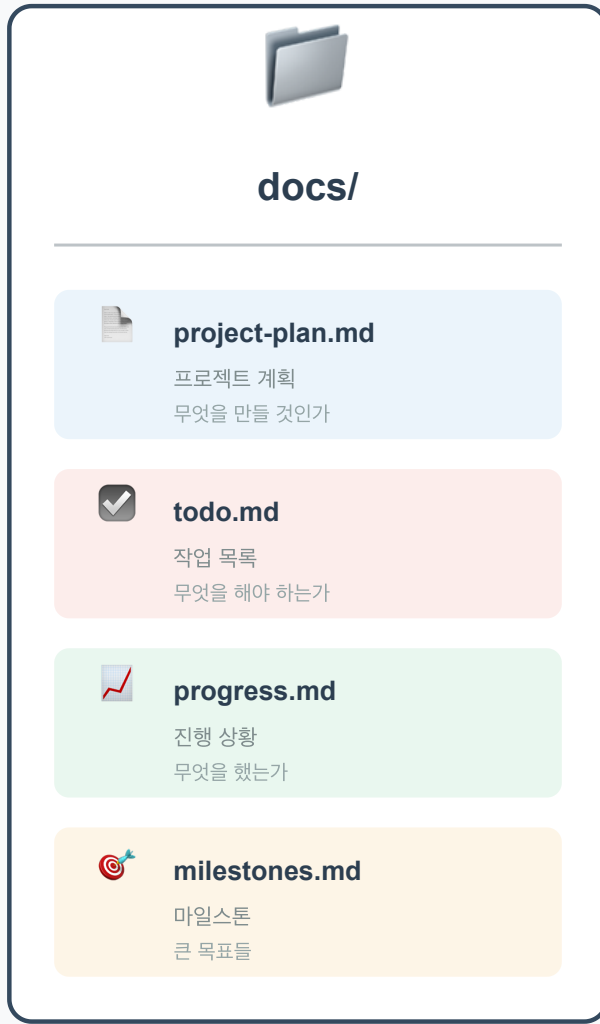 docs/
project-plan.md
프로젝트 계획
무엇을 만들 것인가
todo.md
작업 목록
무엇을 해야 하는가
progress.md
진행 상황
무엇을 했는가
milestones.md
마일스톤
큰 목표들